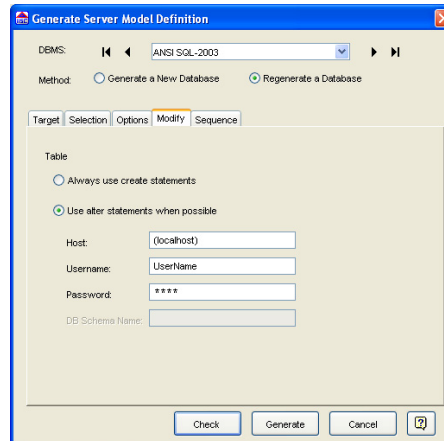 Generate Server Model Definition
DBMS: ANSI SQL-2003
Method: Generate a New Database Regenerate a Database
Target Selection Options Modify Sequence
Table
Always use create statements
Use alter statements when possible
Host: (localhost)
Username: UserName
Password: ****
DB Schema Name:
Check Generate Cancel ?